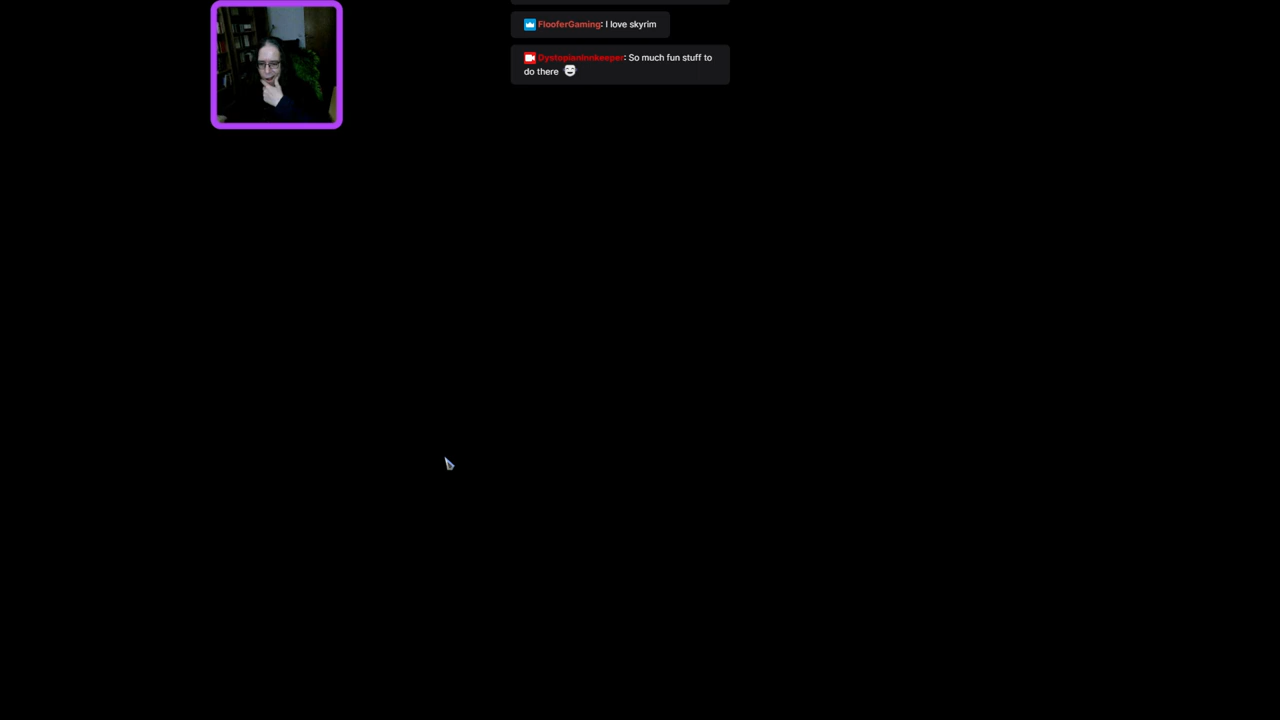 FlooferGaming: I love skyrim
DystopianInnkeeper: So much fun stuff to
do there